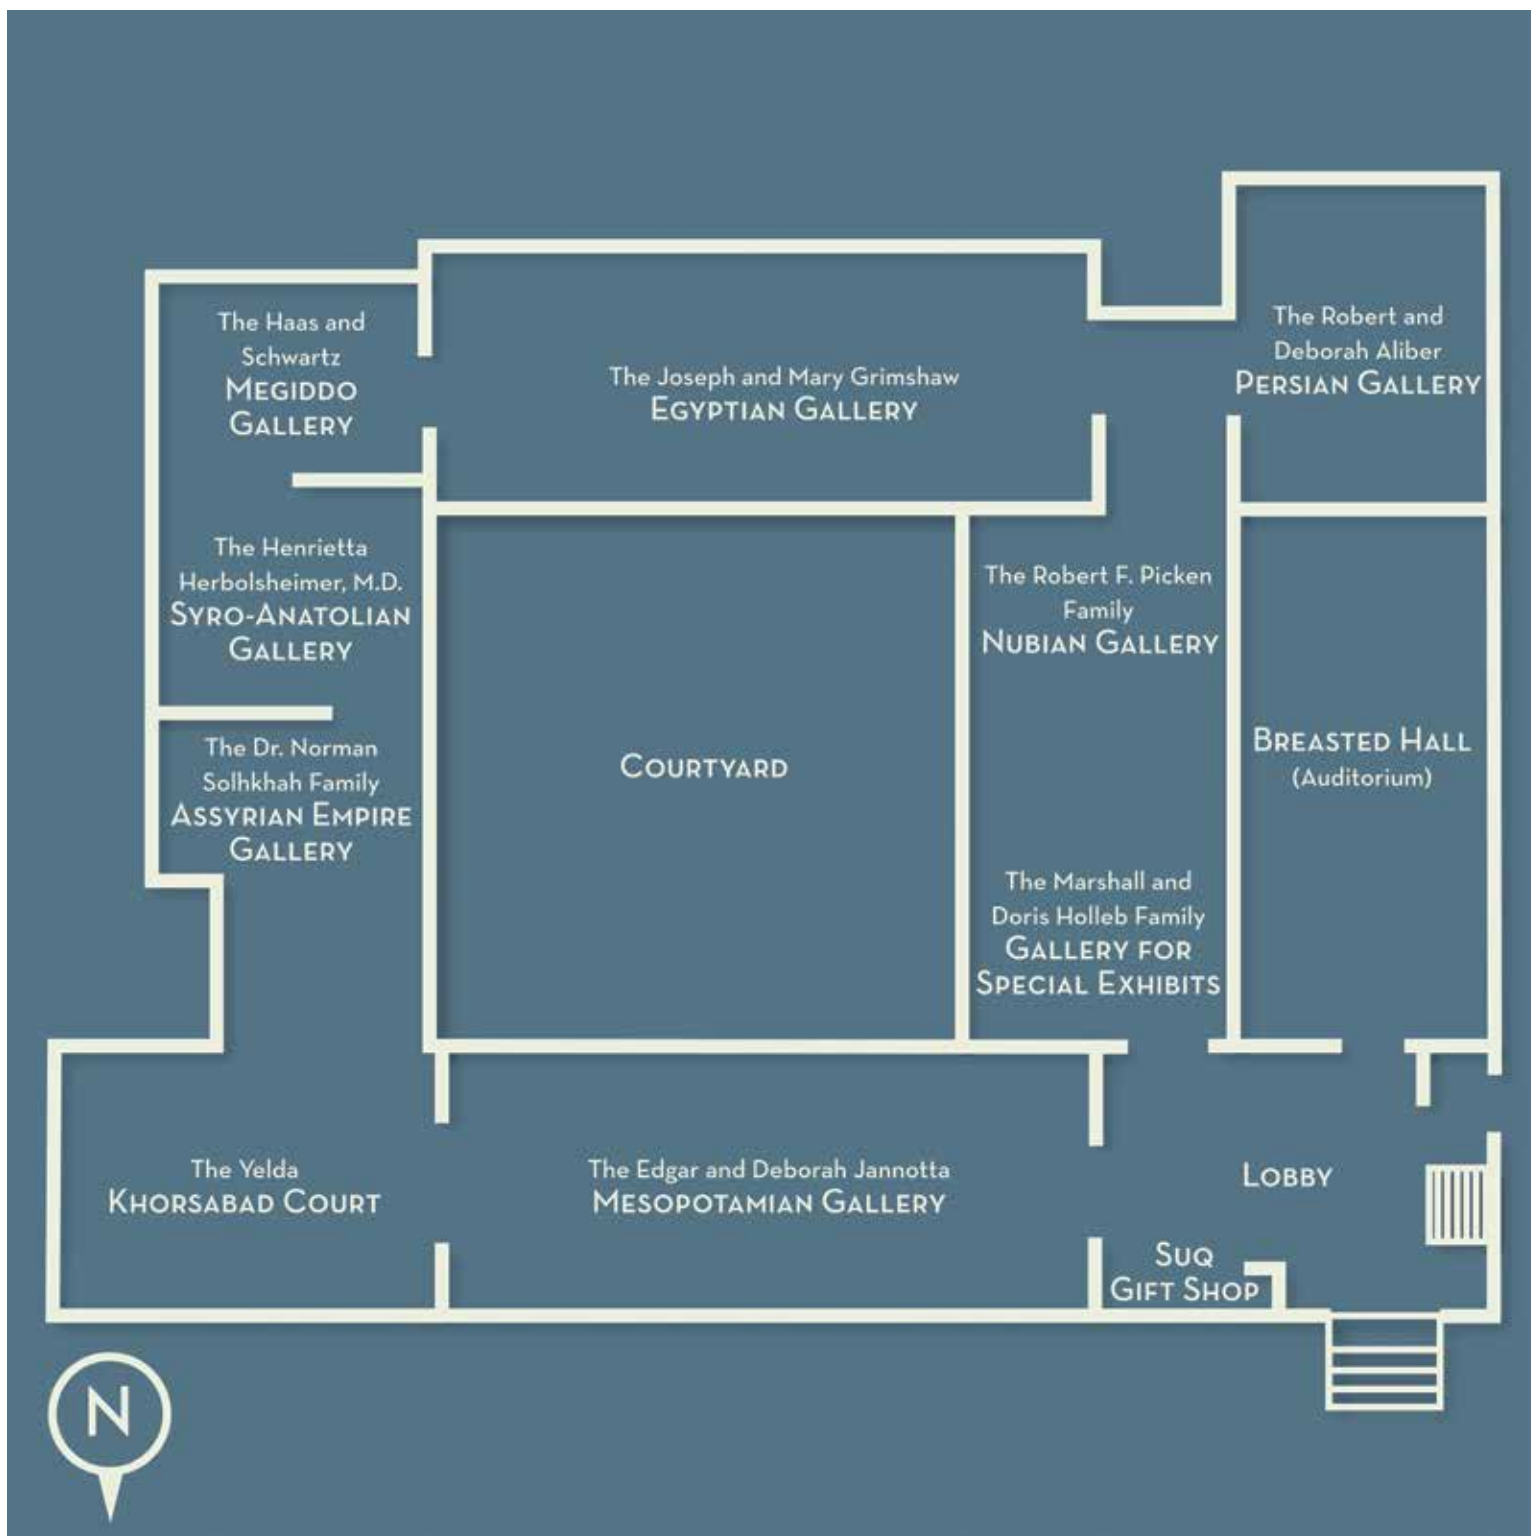 The Haas and
Schwartz
MEGIDDO
GALLERY
The Joseph and Mary Grimshaw
EGYPTIAN GALLERY
The Robert and
Deborah Aliber
PERSIAN GALLERY
The Henrietta
Herbolsheimer, M.D.
SYRO-ANATOLIAN
GALLERY
The Robert F. Picken
Family
NUBIAN GALLERY
The Dr. Norman
Solhkhah Family
ASSYRIAN EMPIRE
GALLERY
COURTYARD
BREASTED HALL
(Auditorium)
The Marshall and
Doris Holleb Family
GALLERY FOR
SPECIAL EXHIBITS
The Yelda
KHORSABAD COURT
The Edgar and Deborah Jannotta
MESOPOTAMIAN GALLERY
LOBBY
SUQ
GIFT SHOP
N